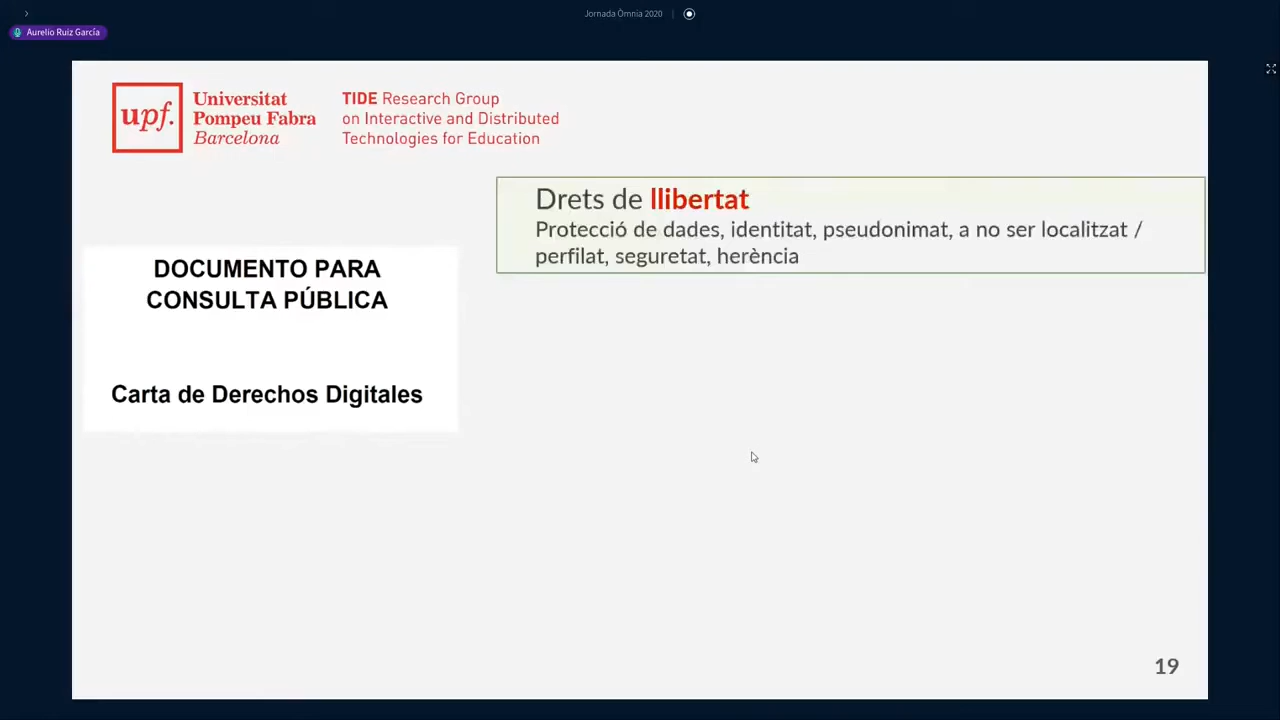 Jornada Òmnia 2020
Aurelio Ruiz García
upf.
Universitat
Pompeu Fabra
Barcelona
TIDE Research Group
on Interactive and Distributed
Technologies for Education
Drets de llibertat
Protecció de dades, identitat, pseudonimat, a no ser localitzat /
perfilat, seguretat, herència
DOCUMENTO PARA
CONSULTA PÚBLICA
Carta de Derechos Digitales
19